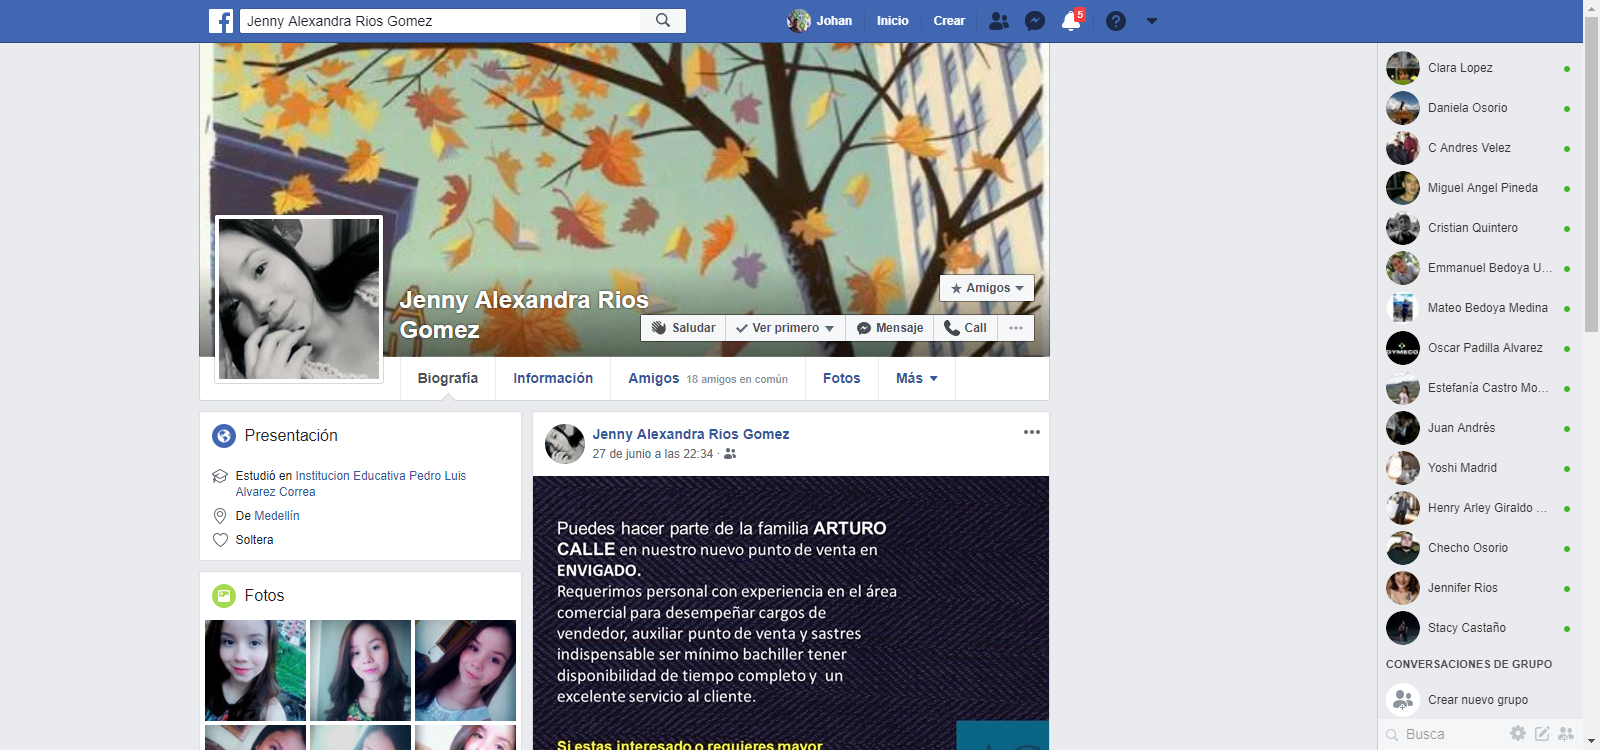 Jenny Alexandra Rios Gomez
Johan
Inicio
Crear
5
Jenny Alexandra Rios
Gomez
Amigos
Saludar
Ver primero
Mensaje
Call
Biografía
Información
Amigos 18 amigos en común
Fotos
Más
Presentación
Estudió en Institucion Educativa Pedro Luis
Alvarez Correa
De Medellín
Soltera
Fotos
Jenny Alexandra Rios Gomez
27 de junio a las 22:34 ·
Puedes hacer parte de la familia ARTURO
CALLE en nuestro nuevo punto de venta en
ENVIGADO.
Requerimos personal con experiencia en el área
comercial para desempeñar cargos de
vendedor, auxiliar punto de venta y sastres
indispensable ser mínimo bachiller tener
disponibilidad de tiempo completo y un
excelente servicio al cliente.
Si estas interesado o requieres mayor
Clara Lopez
Daniela Osorio
C Andres Velez
Miguel Angel Pineda
Cristian Quintero
Emmanuel Bedoya U...
Mateo Bedoya Medina
Oscar Padilla Alvarez
Estefanía Castro Mo...
Juan Andrés
Yoshi Madrid
Henry Arley Giraldo ...
Checho Osorio
Jennifer Rios
Stacy Castaño
CONVERSACIONES DE GRUPO
Crear nuevo grupo
Busca